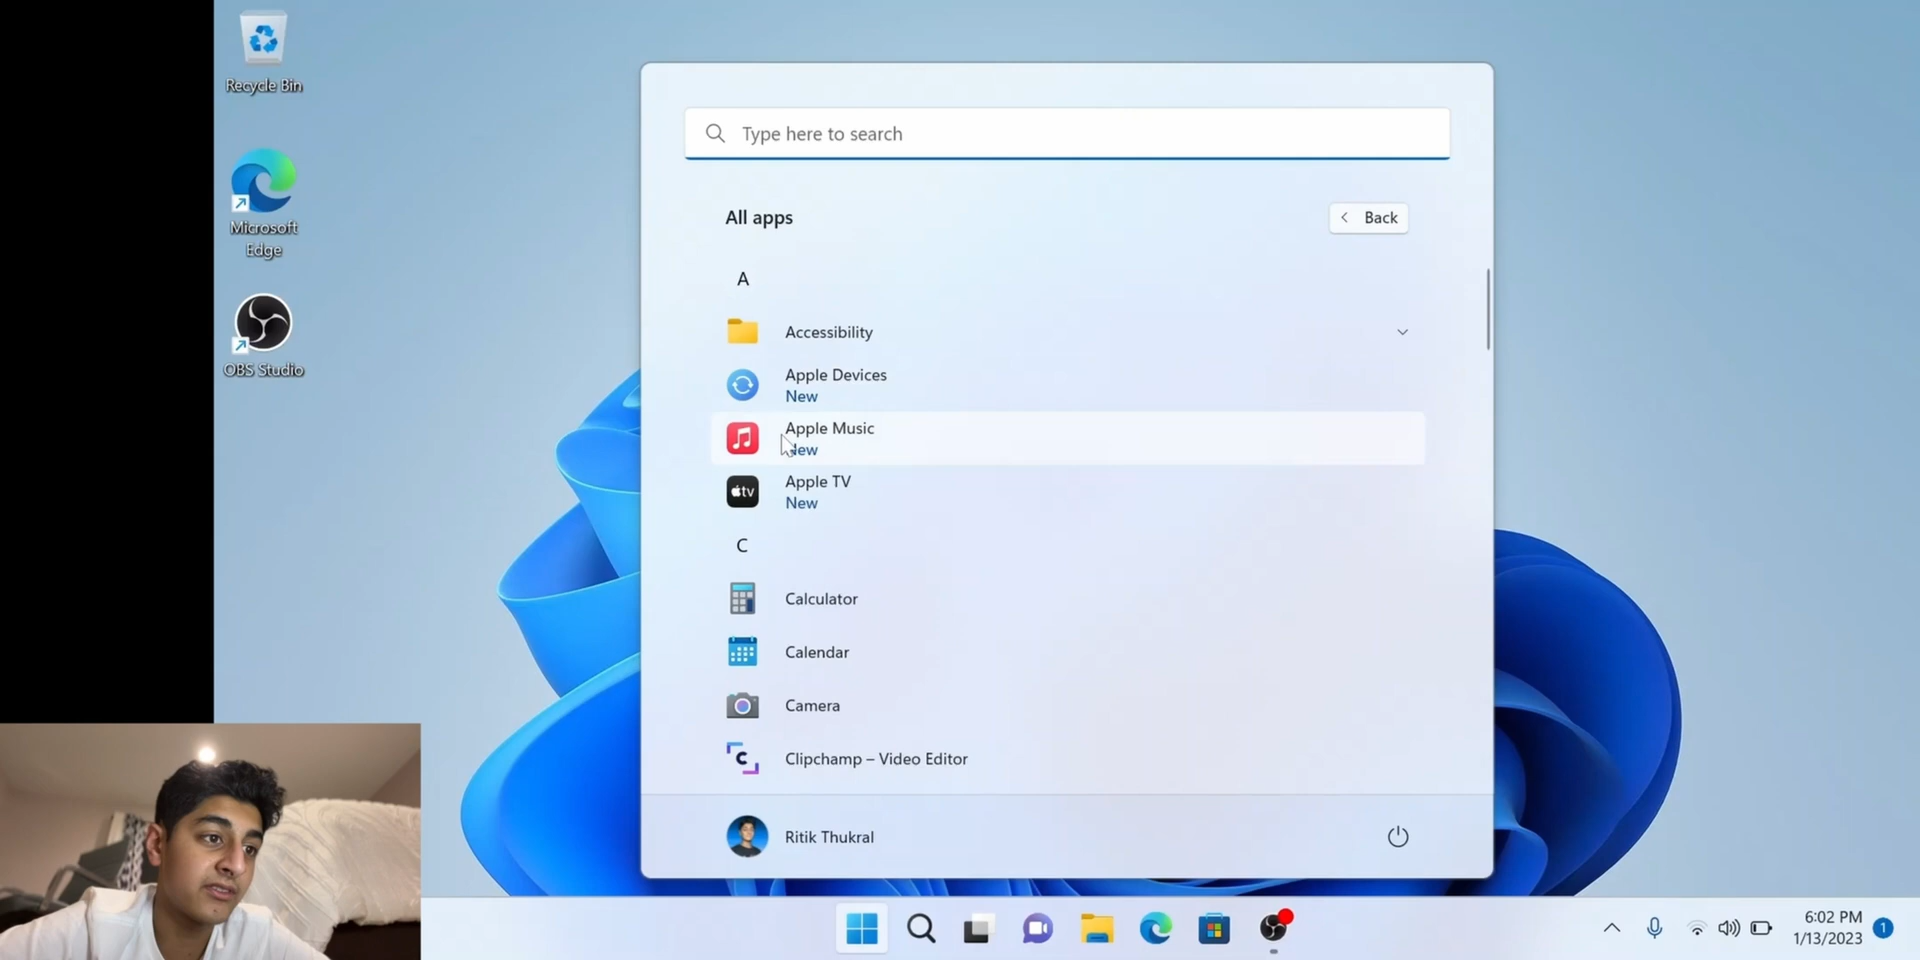 Recycle Bin
Microsoft
Edge
OBS Studio
Type here to search
All apps
Back
A
Accessibility
Apple Devices
New
Apple Music
New
Apple TV
New
C
Calculator
Calendar
Camera
Clipchamp – Video Editor
Ritik Thukral
tv
C
6:02 PM
1/13/2023
1